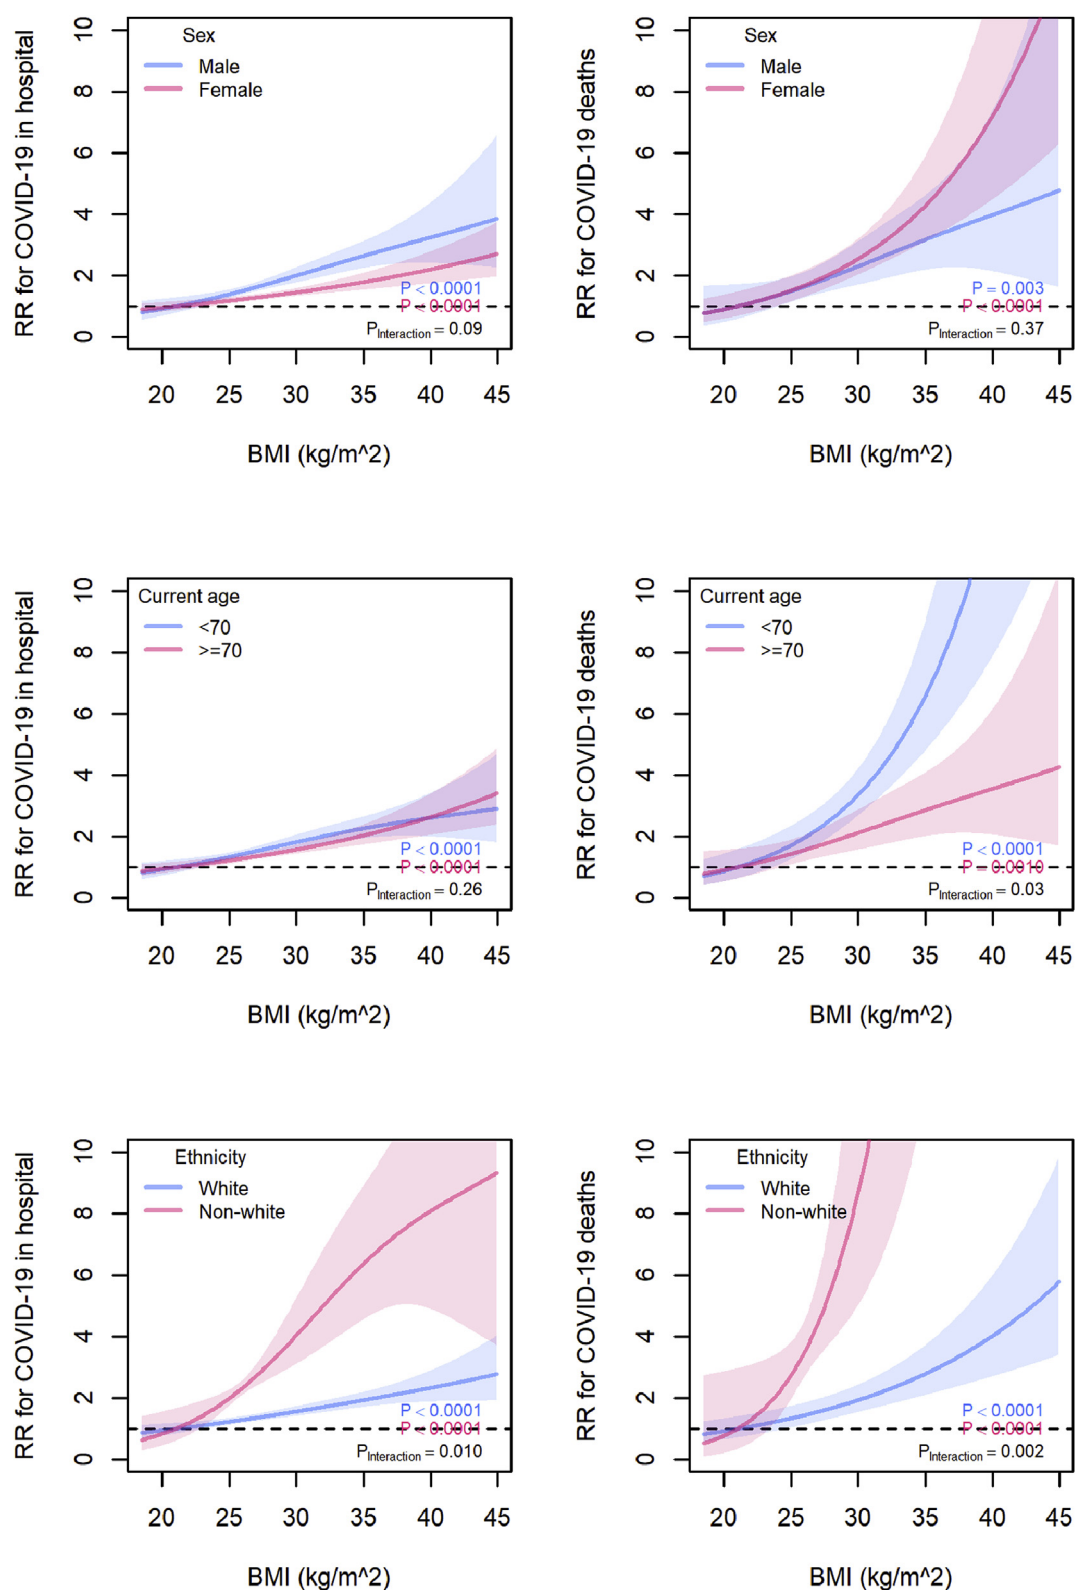 RR for COVID-19 in hospital
10
8
6
4
2
0
Sex
Male
Female
P < 0.0001
P < 0.0001
PInteraction = 0.09
20 25 30 35 40 45
BMI (kg/m^2)
RR for COVID-19 deaths
10
8
6
4
2
0
Sex
Male
Female
P = 0.003
P < 0.0001
PInteraction = 0.37
20 25 30 35 40 45
BMI (kg/m^2)
RR for COVID-19 in hospital
10
8
6
4
2
0
Current age
<70
>=70
P < 0.0001
P < 0.0001
PInteraction = 0.26
20 25 30 35 40 45
BMI (kg/m^2)
RR for COVID-19 deaths
10
8
6
4
2
0
Current age
<70
>=70
P < 0.0001
P = 0.0010
PInteraction = 0.03
20 25 30 35 40 45
BMI (kg/m^2)
RR for COVID-19 in hospital
10
8
6
4
2
0
Ethnicity
White
Non-white
P < 0.0001
P < 0.0001
PInteraction = 0.010
20 25 30 35 40 45
BMI (kg/m^2)
RR for COVID-19 deaths
10
8
6
4
2
0
Ethnicity
White
Non-white
P < 0.0001
P < 0.0001
PInteraction = 0.002
20 25 30 35 40 45
BMI (kg/m^2)